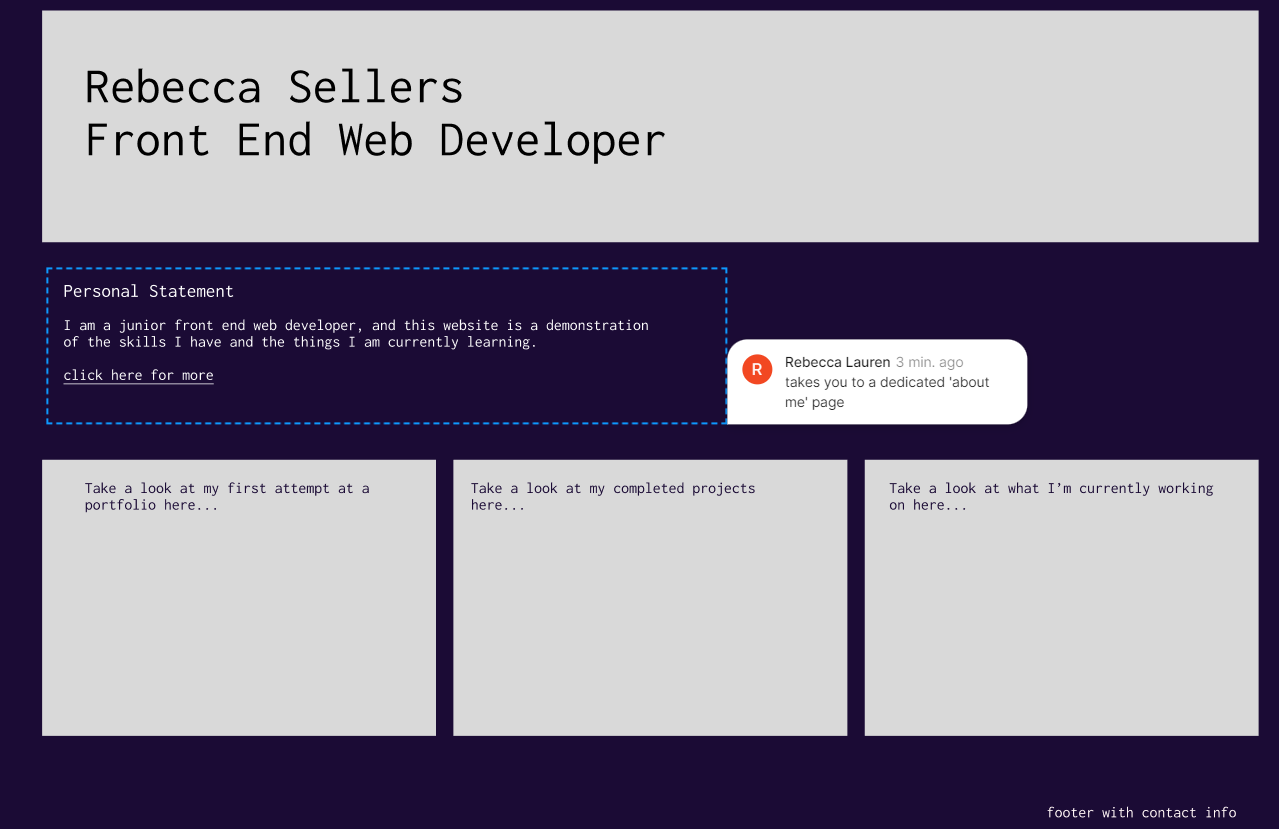 Rebecca Sellers
Front End Web Developer
Personal Statement
I am a junior front end web developer, and this website is a demonstration
of the skills I have and the things I am currently learning.
click here for more
R
Rebecca Lauren 3 min. ago
takes you to a dedicated 'about
me' page
Take a look at my first attempt at a
portfolio here...
Take a look at my completed projects
here...
Take a look at what I’m currently working
on here...
footer with contact info